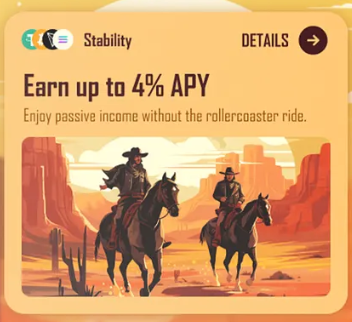 Stability
DETAILS
Earn up to 4% APY
Enjoy passive income without the rollercoaster ride.